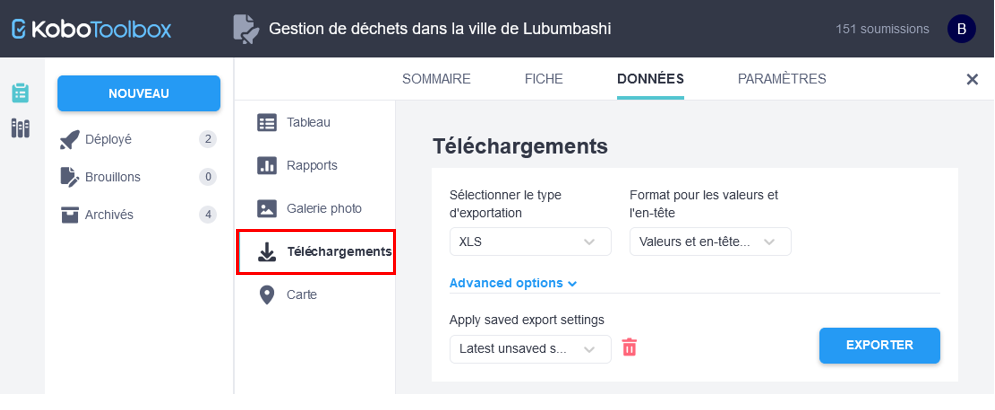 KoboToolbox
Gestion de déchets dans la ville de Lubumbashi
151 soumissions
B
NOUVEAU
Déployé 2
Brouillons 0
Archivés 4
SOMMAIRE FICHE DONNÉES PARAMÈTRES
Tableau
Rapports
Galerie photo
Téléchargements
Carte
Téléchargements
Sélectionner le type
d'exportation
XLS
Format pour les valeurs et
l'en-tête
Valeurs et en-tête...
Advanced options
Apply saved export settings
Latest unsaved s...
EXPORTER